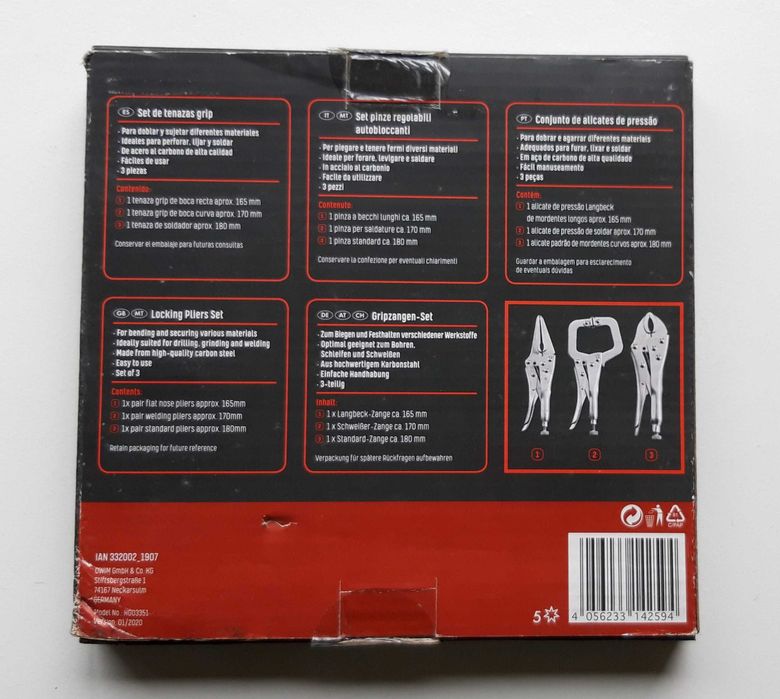 ES Set de tenazas grip
- Para doblar y sujetar diferentes materiales
- Ideales para perforar, lijar y soldar
- De acero al carbono de alta calidad
- Fáciles de usar
- 3 piezas
Contenido:
1 1 tenaza grip de boca recta aprox. 165 mm
2 1 tenaza grip de boca curva aprox. 170 mm
3 1 tenaza de soldador aprox. 180 mm
Conservar el embalaje para futuras consultas
IT MT Set pinze regolabili
autobloccanti
- Per piegare e tenere fermi diversi materiali
- Ideale per forare, levigare e saldare
- In acciaio al carbonio
- Facile da utilizzare
- 3 pezzi
Contenuto:
1 1 pinza a becchi lunghi ca. 165 mm
2 1 pinza per saldature ca. 170 mm
3 1 pinza standard ca. 180 mm
Conservare la confezione per eventuali chiarimenti
PT Conjunto de alicates de pressão
- Para dobrar e agarrar diferentes materiais
- Adequados para furar, lixar e soldar
- Em aço de carbono de alta qualidade
- Fácil manuseamento
- 3 peças
Contém:
1 1 alicate de pressão Langbeck
de mordentes longos aprox. 165 mm
2 1 alicate de pressão de soldar aprox. 170 mm
3 1 alicate padrão de mordentes curvos aprox. 180 mm
Guardar a embalagem para esclarecimento
de eventuais dúvidas
GB MT Locking Pliers Set
- For bending and securing various materials
- Ideally suited for drilling, grinding and welding
- Made from high-quality carbon steel
- Easy to use
- Set of 3
Contents:
1 1x pair flat nose pliers approx. 165mm
2 1x pair welding pliers approx. 170mm
3 1x pair standard pliers approx. 180mm
Retain packaging for future reference
DE AT CH Gripzangen-Set
- Zum Biegen und Festhalten verschiedener Werkstoffe
- Optimal geeignet zum Bohren,
Schleifen und Schweißen
- Aus hochwertigem Karbonstahl
- Einfache Handhabung
- 3-teilig
Inhalt:
1 1 x Langbeck-Zange ca. 165 mm
2 1 x Schweißer-Zange ca. 170 mm
3 1 x Standard-Zange ca. 180 mm
Verpackung für spätere Rückfragen aufbewahren
1 2 3
IAN 332002_1907
OWIM GmbH & Co. KG
Stiftsbergstraße 1
74167 Neckarsulm
GERMANY
Model No.: HG03351
Version: 01/2020
81
C/PAP
5
4 056233 142594